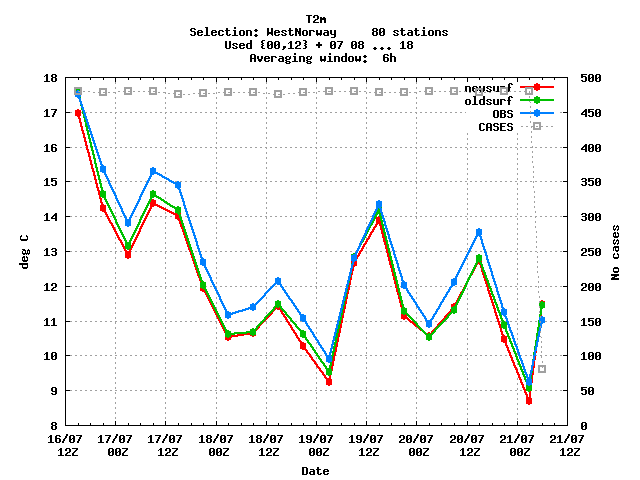 T2m
Selection: WestNorway 80 stations
Used {00,12} + 07 08 ... 18
Averaging window: 6h
newsurf
oldsurf
OBS
CASES
18
17
16
15
14
13
12
11
10
9
8
deg C
500
450
400
350
300
250
200
150
100
50
0
No cases
16/07 17/07 17/07 18/07 18/07 19/07 19/07 20/07 20/07 21/07 21/07
12Z 00Z 12Z 00Z 12Z 00Z 12Z 00Z 12Z 00Z 12Z
Date